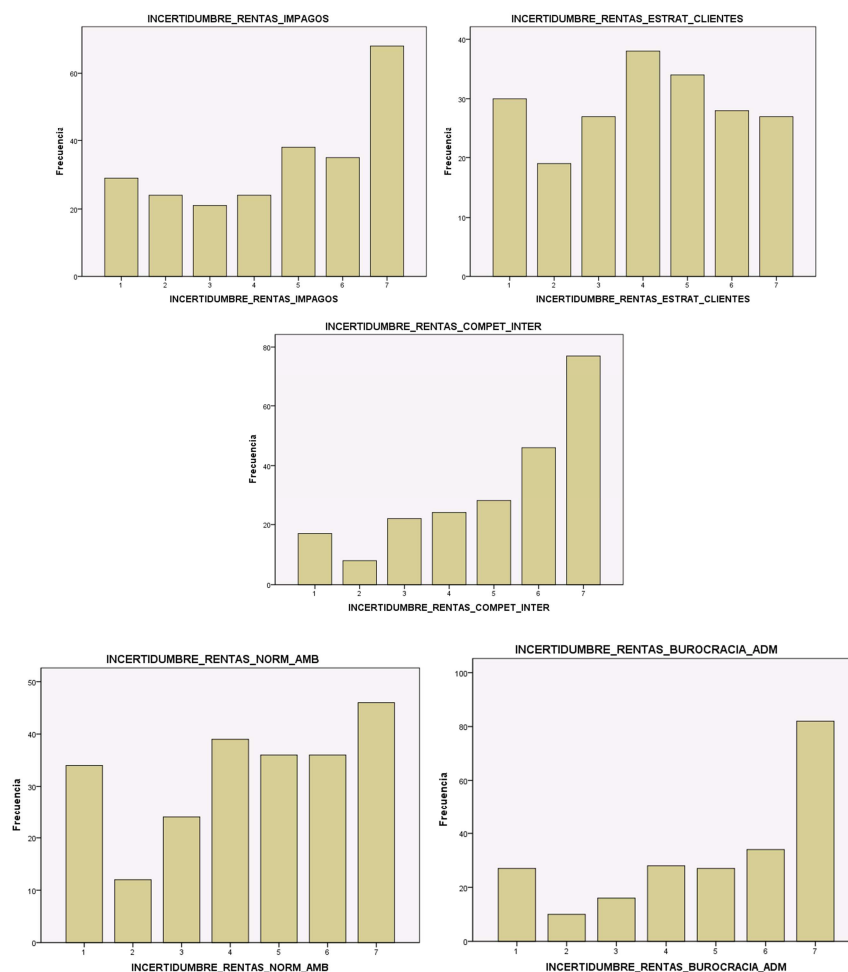 INCERTIDUMBRE_RENTAS_IMPAGOS
Frecuencia
60
40
20
0
1 2 3 4 5 6 7
INCERTIDUMBRE_RENTAS_IMPAGOS
INCERTIDUMBRE_RENTAS_ESTRAT_CLIENTES
Frecuencia
40
30
20
10
0
1 2 3 4 5 6 7
INCERTIDUMBRE_RENTAS_ESTRAT_CLIENTES
INCERTIDUMBRE_RENTAS_COMPET_INTER
Frecuencia
80
60
40
20
0
1 2 3 4 5 6 7
INCERTIDUMBRE_RENTAS_COMPET_INTER
INCERTIDUMBRE_RENTAS_NORM_AMB
Frecuencia
50
40
30
20
10
0
1 2 3 4 5 6 7
INCERTIDUMBRE_RENTAS_NORM_AMB
INCERTIDUMBRE_RENTAS_BUROCRACIA_ADM
Frecuencia
100
80
60
40
20
0
1 2 3 4 5 6 7
INCERTIDUMBRE_RENTAS_BUROCRACIA_ADM